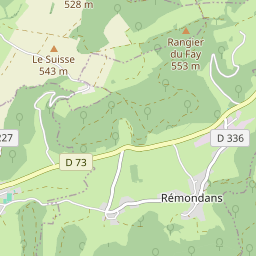 528 m
Le Suisse
543 m
Rangier
du Fay
553 m
227
D 336
D 73
Rémondans